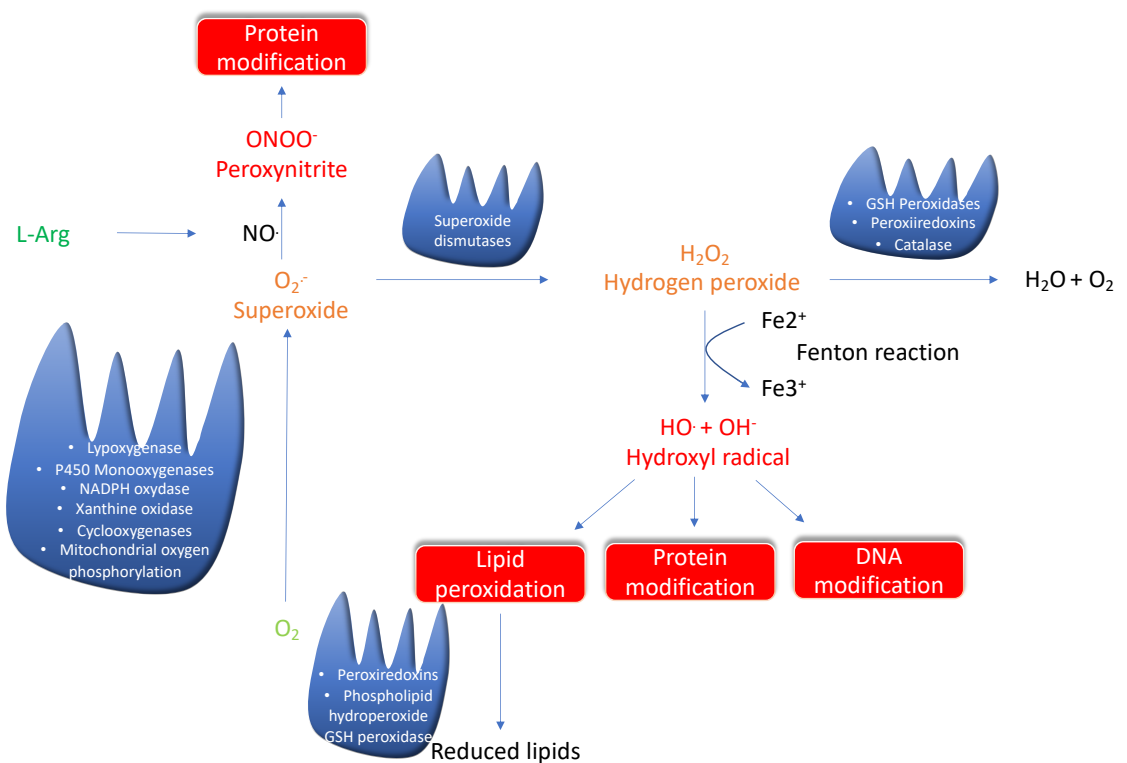 Protein
modification
ONOO⁻
Peroxynitrite
L-Arg
NO·
O₂·⁻
Superoxide
Superoxide
dismutases
H₂O₂
Hydrogen peroxide
• GSH Peroxidases
• Peroxiiredoxins
• Catalase
H₂O + O₂
Fe2⁺
Fenton reaction
Fe3⁺
HO· + OH⁻
Hydroxyl radical
• Lypoxygenase
• P450 Monooxygenases
• NADPH oxydase
• Xanthine oxidase
• Cyclooxygenases
• Mitochondrial oxygen
phosphorylation
Lipid
peroxidation
Protein
modification
DNA
modification
O₂
• Peroxiredoxins
• Phospholipid
hydroperoxide
GSH peroxidase
Reduced lipids